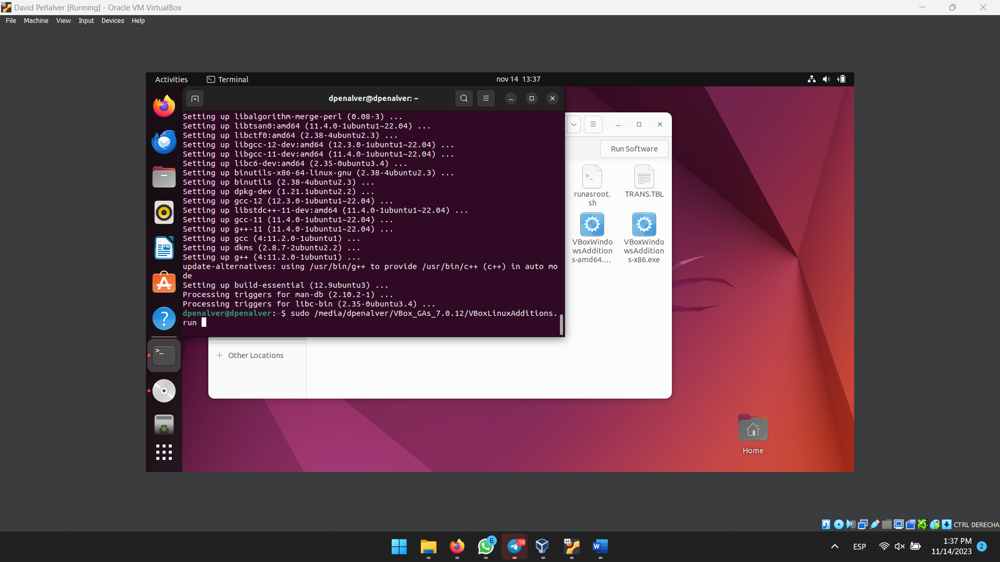 David Peñalver [Running] - Oracle VM VirtualBox
File Machine View Input Devices Help
Activities
Terminal
nov 14 13:37
dpenalver@dpenalver: ~
Setting up libalgorithm-merge-perl (0.08-3) ...
Setting up libtsan0:amd64 (11.4.0-1ubuntu1~22.04) ...
Setting up libctf0:amd64 (2.38-4ubuntu2.3) ...
Setting up libgcc-12-dev:amd64 (12.3.0-1ubuntu1~22.04) ...
Setting up libgcc-11-dev:amd64 (11.4.0-1ubuntu1~22.04) ...
Setting up libc6-dev:amd64 (2.35-0ubuntu3.4) ...
Setting up binutils-x86-64-linux-gnu (2.38-4ubuntu2.3) ...
Setting up binutils (2.38-4ubuntu2.3) ...
Setting up dpkg-dev (1.21.1ubuntu2.2) ...
Setting up gcc-12 (12.3.0-1ubuntu1~22.04) ...
Setting up libstdc++-11-dev:amd64 (11.4.0-1ubuntu1~22.04) ...
Setting up gcc-11 (11.4.0-1ubuntu1~22.04) ...
Setting up g++-11 (11.4.0-1ubuntu1~22.04) ...
Setting up gcc (4:11.2.0-1ubuntu1) ...
Setting up dkms (2.8.7-2ubuntu2.2) ...
Setting up g++ (4:11.2.0-1ubuntu1) ...
update-alternatives: using /usr/bin/g++ to provide /usr/bin/c++ (c++) in auto mo
de
Setting up build-essential (12.9ubuntu3) ...
Processing triggers for man-db (2.10.2-1) ...
Processing triggers for libc-bin (2.35-0ubuntu3.4) ...
dpenalver@dpenalver:~$ sudo /media/dpenalver/VBox_GAs_7.0.12/VBoxLinuxAdditions.
run
Run Software
runasroot.
sh
TRANS.TBL
VBoxWindo
wsAddition
s-amd64....
VBoxWindo
wsAddition
s-x86.exe
Other Locations
Home
CTRL DERECHA
6
.98
64
W
ESP
1:37 PM
11/14/2023
2